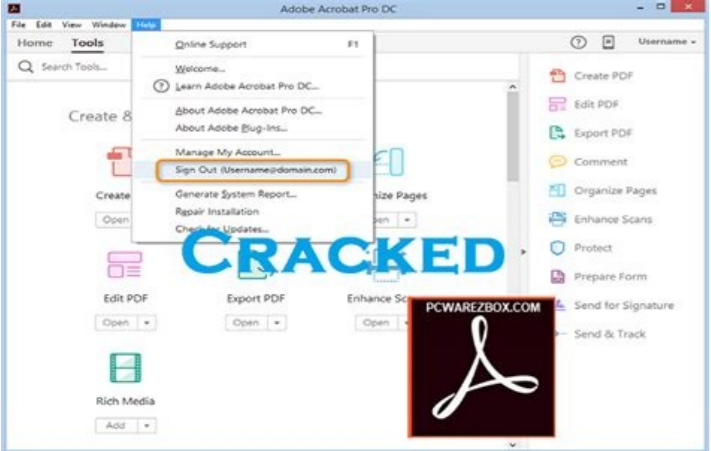 Adobe Acrobat Pro DC
File Edit View Window Help
Home Tools
Username
Search Tools...
Online Support F1
Welcome...
Learn Adobe Acrobat Pro DC...
About Adobe Acrobat Pro DC...
About Adobe Plug-Ins...
Manage My Account...
Sign Out (Username@domain.com)
Generate System Report...
Repair Installation
Check for Updates...
Create &
Create
Open
nize Pages
CRACKED
Edit PDF
Open
Export PDF
Open
Enhance Sc
Open
Rich Media
Add
PCWAREZBOX.COM
Create PDF
Edit PDF
Export PDF
Comment
Organize Pages
Enhance Scans
Protect
Prepare Form
Send for Signature
Send & Track